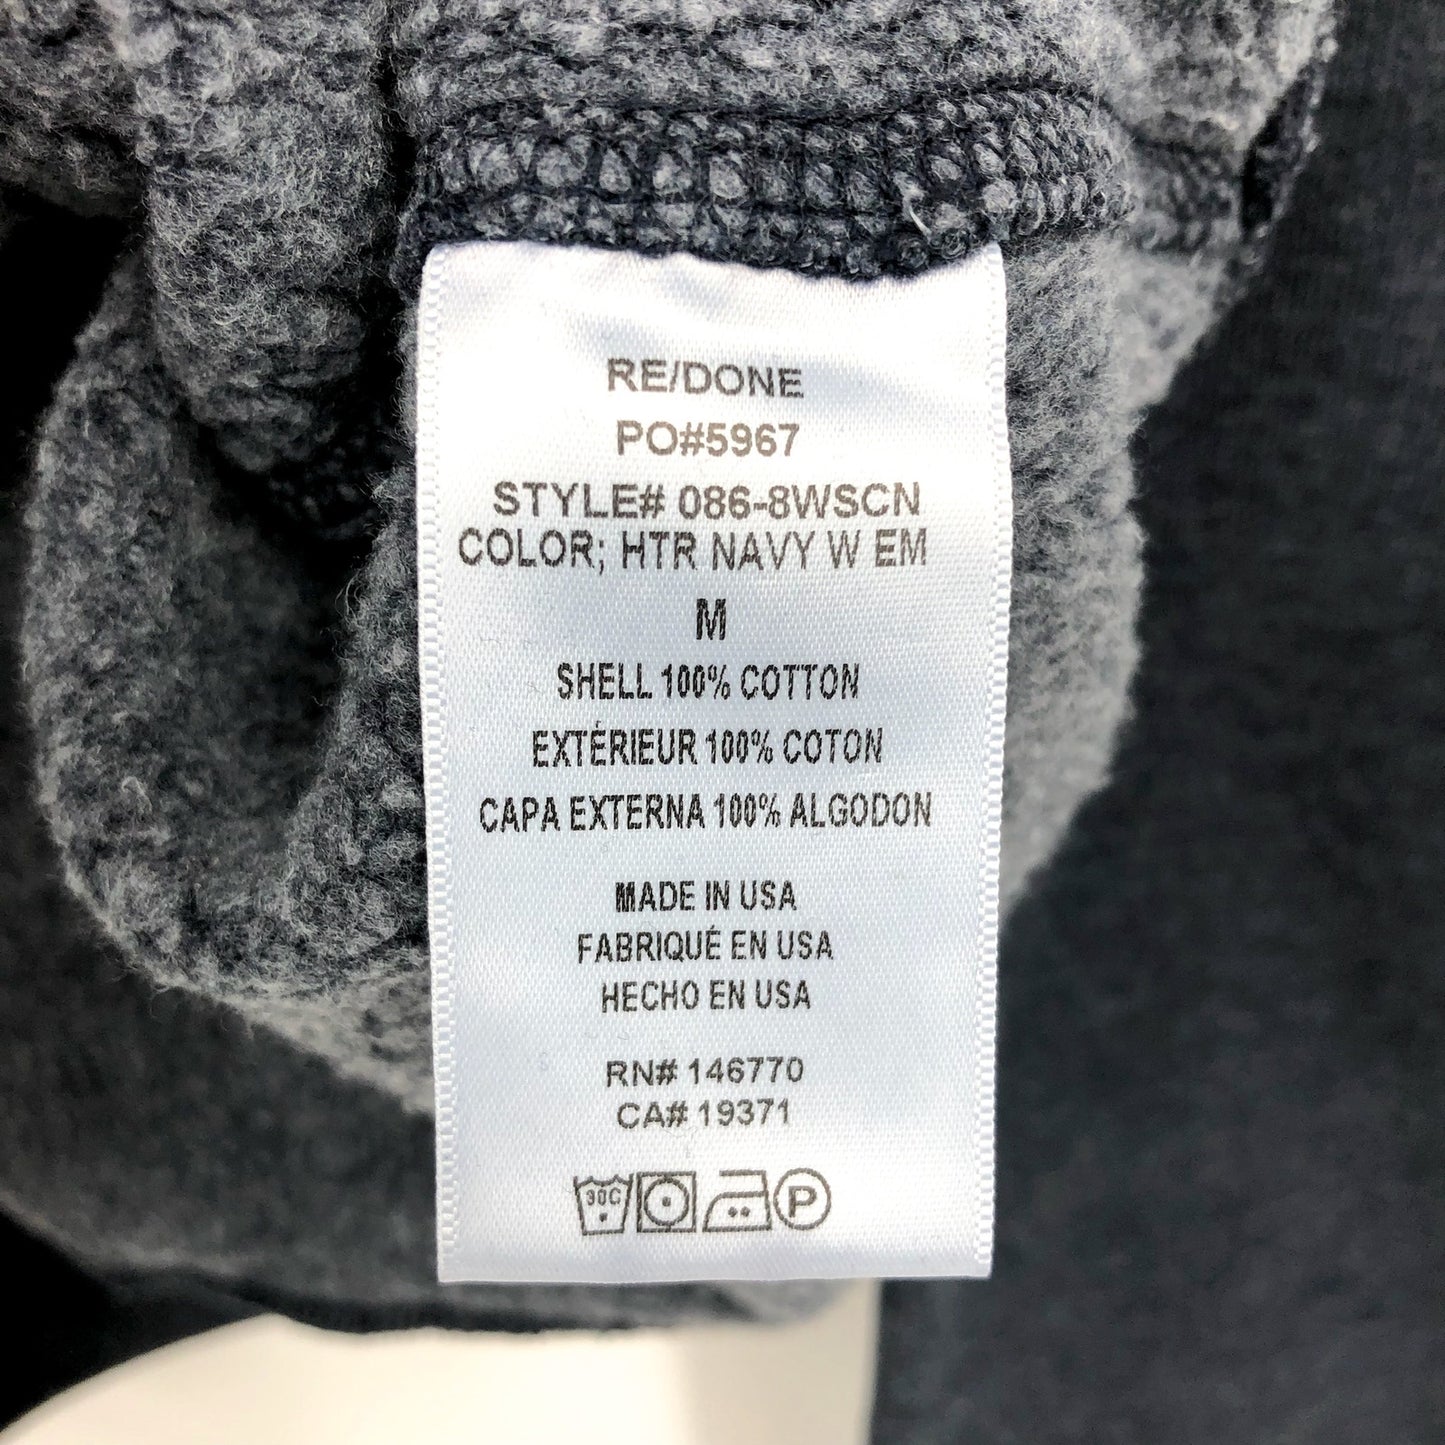 RE/DONE
PO#5967
STYLE# 086-8WSCN
COLOR; HTR NAVY W EM
M
SHELL 100% COTTON
EXTÉRIEUR 100% COTON
CAPA EXTERNA 100% ALGODON
MADE IN USA
FABRIQUÉ EN USA
HECHO EN USA
RN# 146770
CA# 19371
30C P